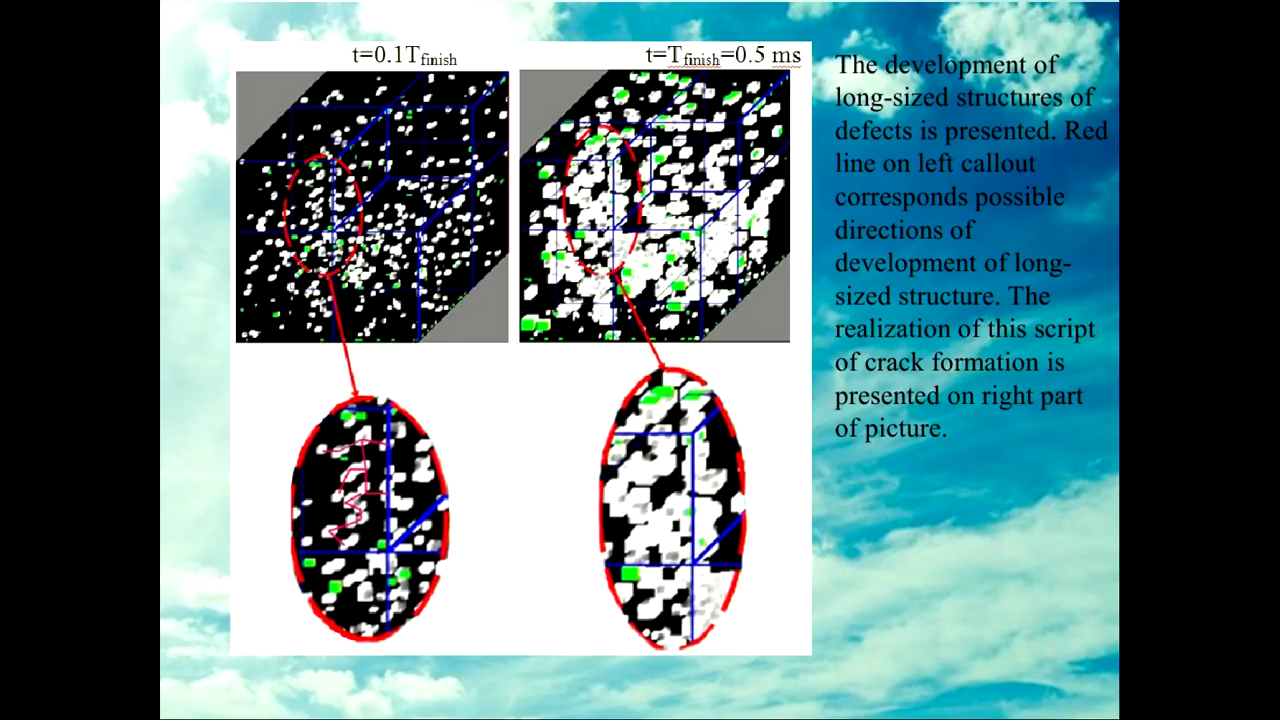 t=0.1Tfinish
t=Tfinish=0.5 ms
The development of
long-sized structures of
defects is presented. Red
line on left callout
corresponds possible
directions of
development of long-
sized structure. The
realization of this script
of crack formation is
presented on right part
of picture.